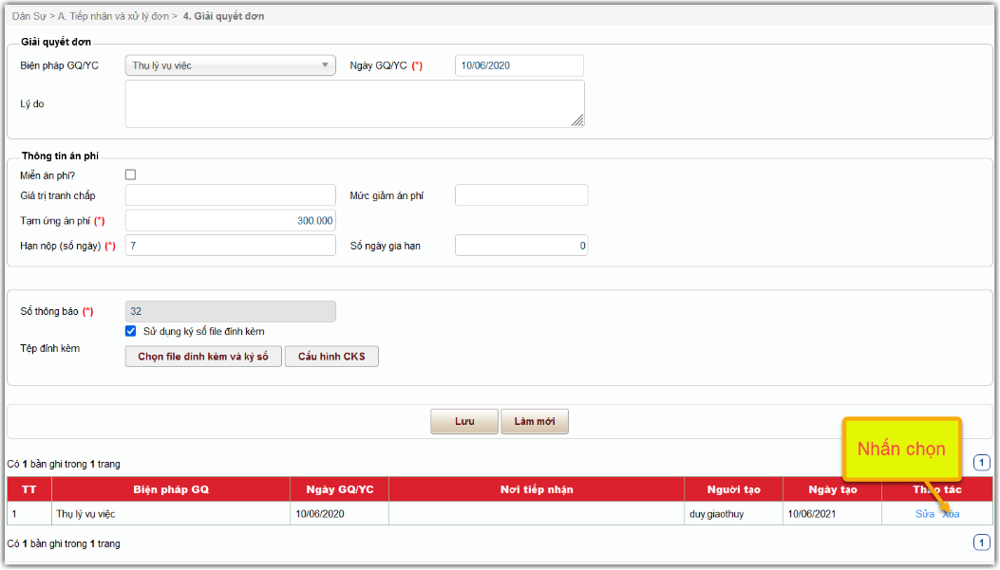 Dân Sự > A. Tiếp nhận và xử lý đơn > 4. Giải quyết đơn
Giải quyết đơn
Biện pháp GQ/YC Thụ lý vụ việc Ngày GQ/YC (*) 10/06/2020
Lý do
Thông tin án phí
Miễn án phí?
Giá trị tranh chấp Mức giảm án phí
Tạm ứng án phí (*) 300.000
Hạn nộp (số ngày) (*) 7 Số ngày gia hạn 0
Số thông báo (*) 32
Sử dụng ký số file đính kèm
Tệp đính kèm
Chọn file đính kèm và ký số Cấu hình CKS
Lưu Làm mới
Nhấn chọn
Có 1 bản ghi trong 1 trang 1
TT Biện pháp GQ Ngày GQ/YC Nơi tiếp nhận Người tạo Ngày tạo Thao tác
1 Thụ lý vụ việc 10/06/2020 duy.giaothuy 10/06/2021 Sửa Xóa
Có 1 bản ghi trong 1 trang 1